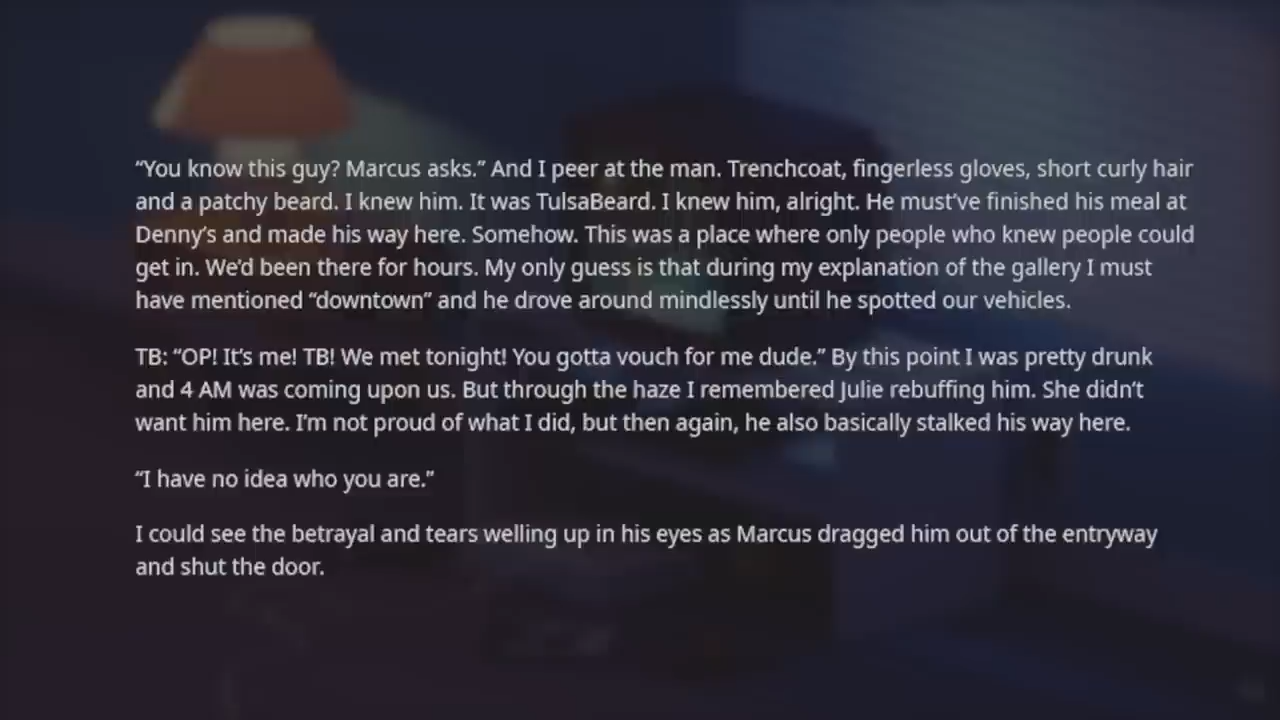 “You know this guy? Marcus asks.” And I peer at the man. Trenchcoat, fingerless gloves, short curly hair
and a patchy beard. I knew him. It was TulsaBeard. I knew him, alright. He must’ve finished his meal at
Denny’s and made his way here. Somehow. This was a place where only people who knew people could
get in. We’d been there for hours. My only guess is that during my explanation of the gallery I must
have mentioned “downtown” and he drove around mindlessly until he spotted our vehicles.
TB: “OP! It’s me! TB! We met tonight! You gotta vouch for me dude.” By this point I was pretty drunk
and 4 AM was coming upon us. But through the haze I remembered Julie rebuffing him. She didn’t
want him here. I’m not proud of what I did, but then again, he also basically stalked his way here.
“I have no idea who you are.”
I could see the betrayal and tears welling up in his eyes as Marcus dragged him out of the entryway
and shut the door.